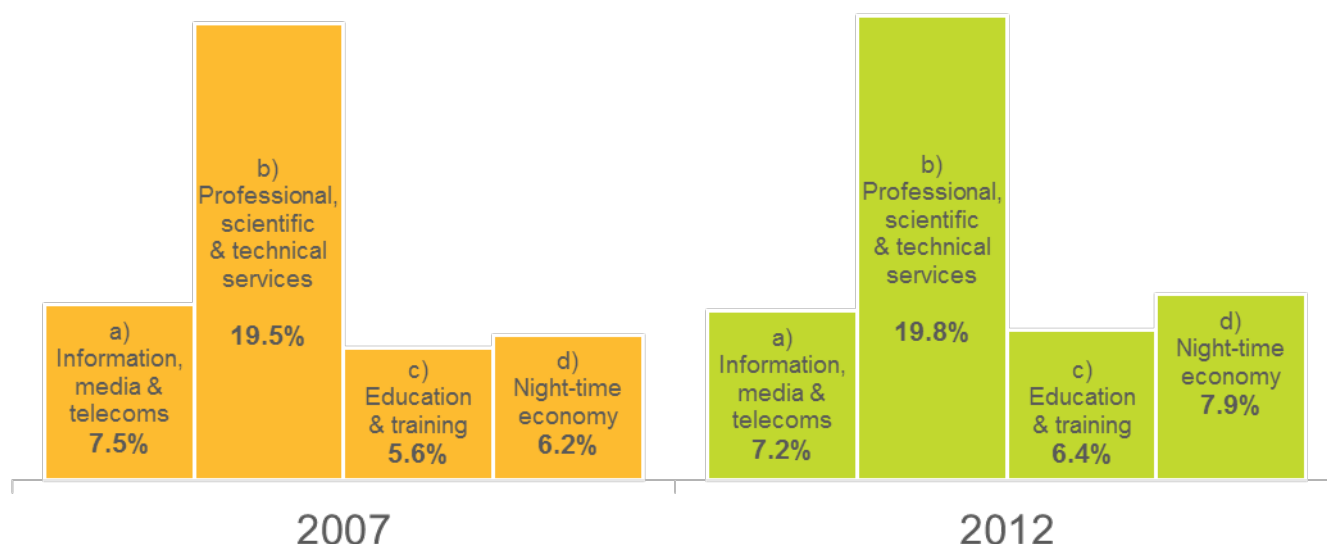 a)
Information,
media &
telecoms
7.5%
b)
Professional,
scientific
& technical
services
19.5%
c)
Education
& training
5.6%
d)
Night-time
economy
6.2%
a)
Information,
media &
telecoms
7.2%
b)
Professional,
scientific
& technical
services
19.8%
c)
Education
& training
6.4%
d)
Night-time
economy
7.9%
2007
2012